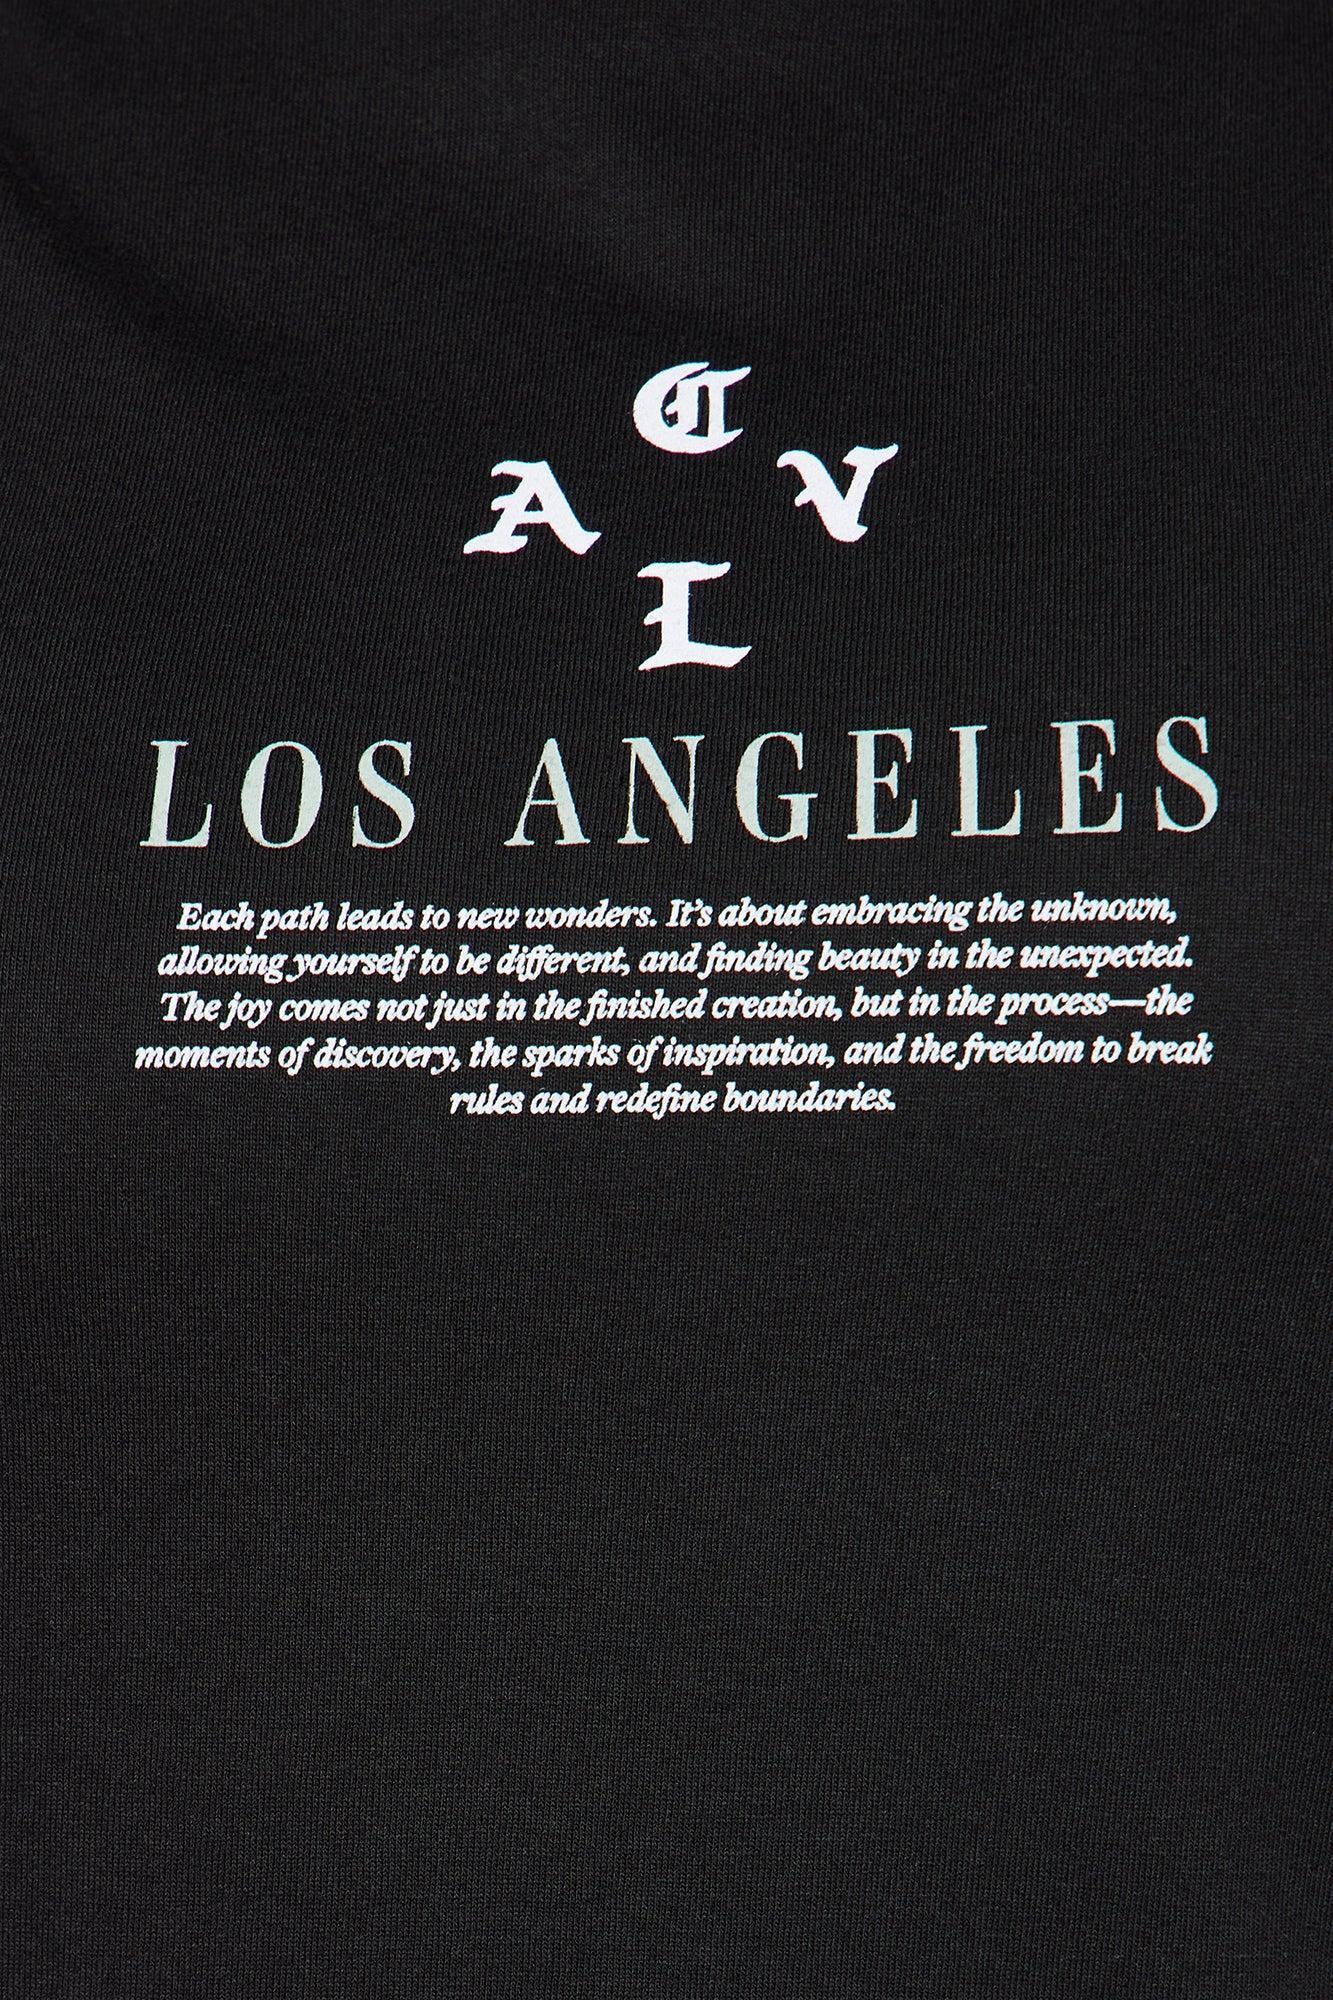 C
A V
L
LOS ANGELES
Each path leads to new wonders. It's about embracing the unknown,
allowing yourself to be different, and finding beauty in the unexpected.
The joy comes not just in the finished creation, but in the process—the
moments of discovery, the sparks of inspiration, and the freedom to break
rules and redefine boundaries.